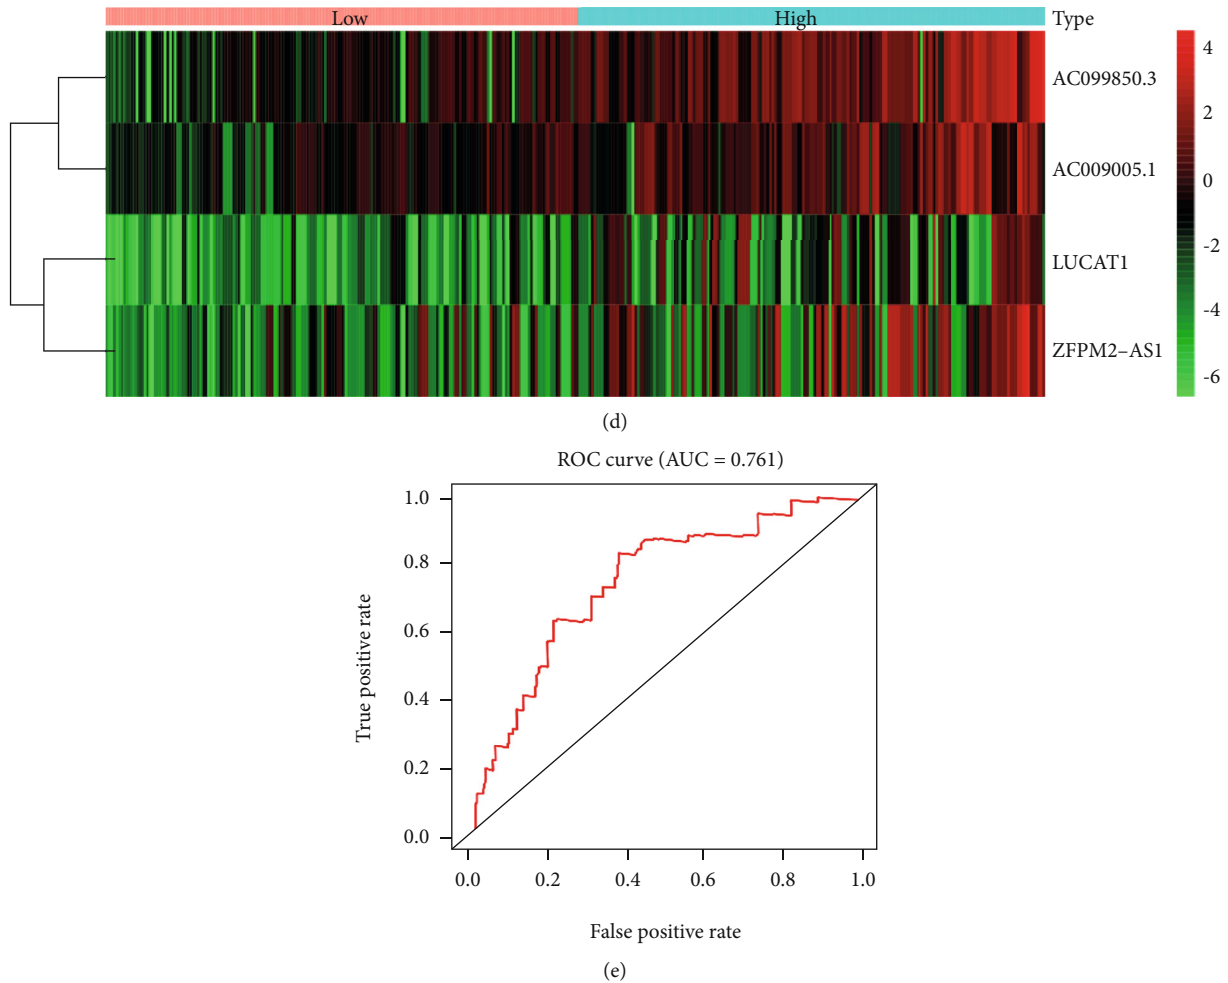 Low High Type
AC099850.3
AC009005.1
LUCAT1
ZFPM2-AS1
4
2
0
-2
-4
-6
(d)
ROC curve (AUC = 0.761)
True positive rate
1.0
0.8
0.6
0.4
0.2
0.0
0.0 0.2 0.4 0.6 0.8 1.0
False positive rate
(e)